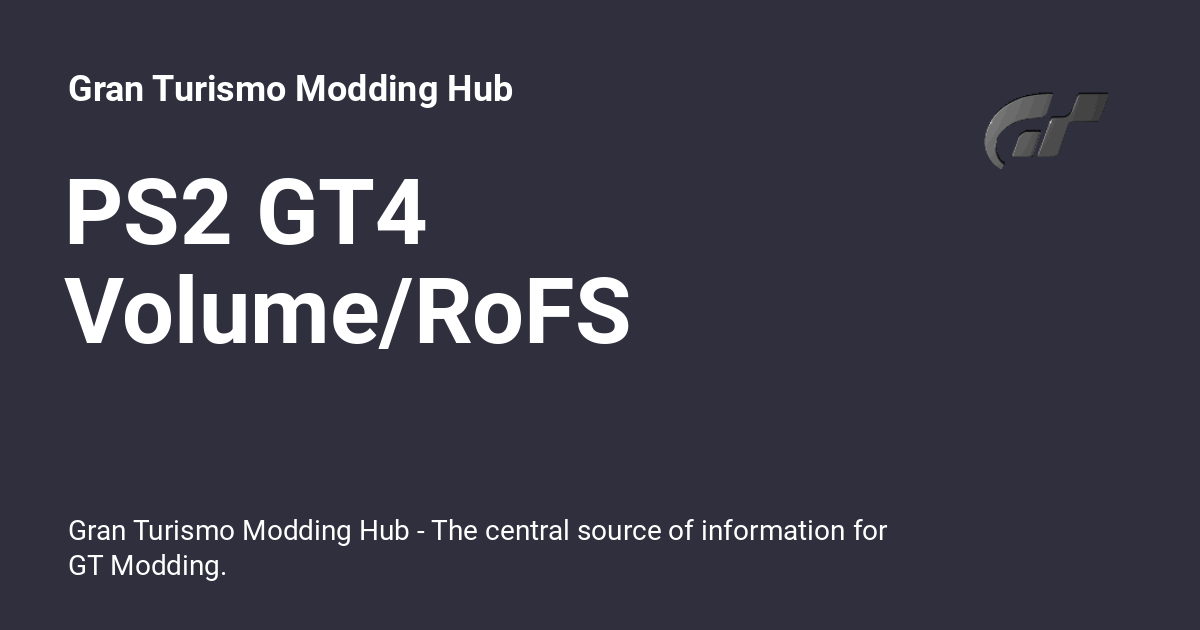 Gran Turismo Modding Hub
PS2 GT4
Volume/RoFS
Gran Turismo Modding Hub - The central source of information for
GT Modding.